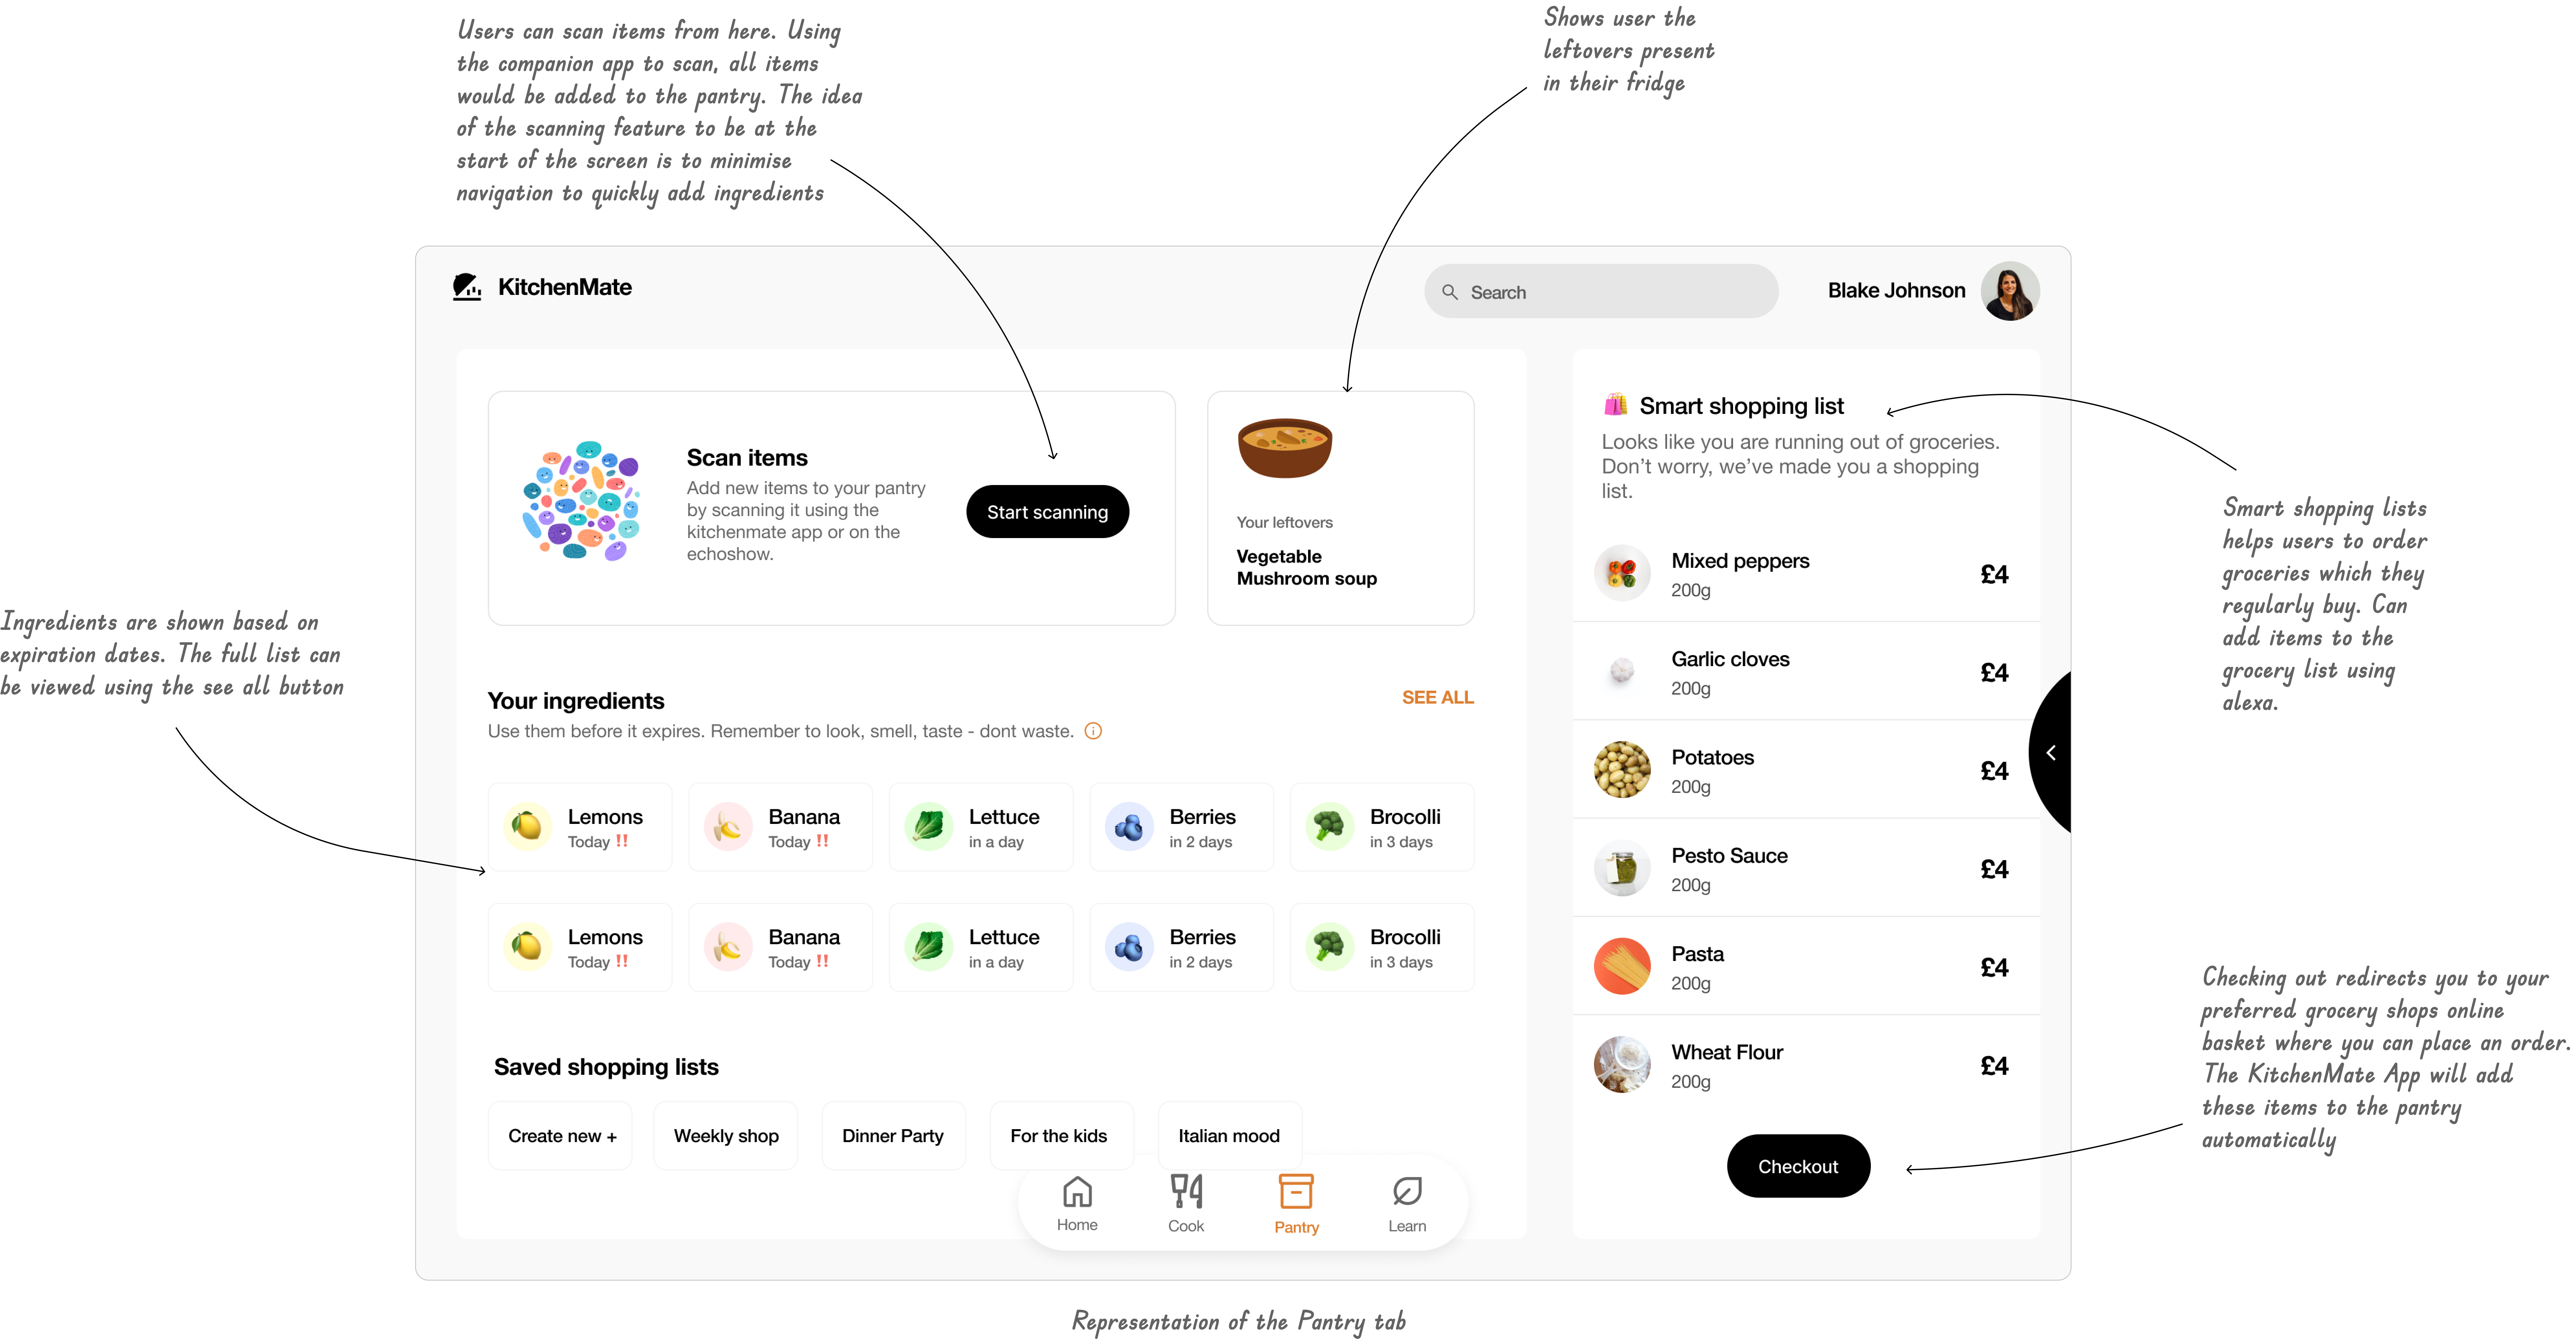 Users can scan items from here. Using
the companion app to scan, all items
would be added to the pantry. The idea
of the scanning feature to be at the
start of the screen is to minimise
navigation to quickly add ingredients
Shows user the
leftovers present
in their fridge
KitchenMate
Search
Blake Johnson
Scan items
Add new items to your pantry
by scanning it using the
kitchenmate app or on the
echoshow.
Start scanning
Your leftovers
Vegetable
Mushroom soup
Smart shopping list
Looks like you are running out of groceries.
Don’t worry, we’ve made you a shopping
list.
Mixed peppers
200g
£4
Garlic cloves
200g
£4
Potatoes
200g
£4
Pesto Sauce
200g
£4
Pasta
200g
£4
Wheat Flour
200g
£4
Checkout
Smart shopping lists
helps users to order
groceries which they
regularly buy. Can
add items to the
grocery list using
alexa.
Ingredients are shown based on
expiration dates. The full list can
be viewed using the see all button
Your ingredients
SEE ALL
Use them before it expires. Remember to look, smell, taste - dont waste.
Lemons
Today !!
Banana
Today !!
Lettuce
in a day
Berries
in 2 days
Brocolli
in 3 days
Lemons
Today !!
Banana
Today !!
Lettuce
in a day
Berries
in 2 days
Brocolli
in 3 days
Saved shopping lists
Create new +
Weekly shop
Dinner Party
For the kids
Italian mood
Home
Cook
Pantry
Learn
Checking out redirects you to your
preferred grocery shops online
basket where you can place an order.
The KitchenMate App will add
these items to the pantry
automatically
Representation of the Pantry tab